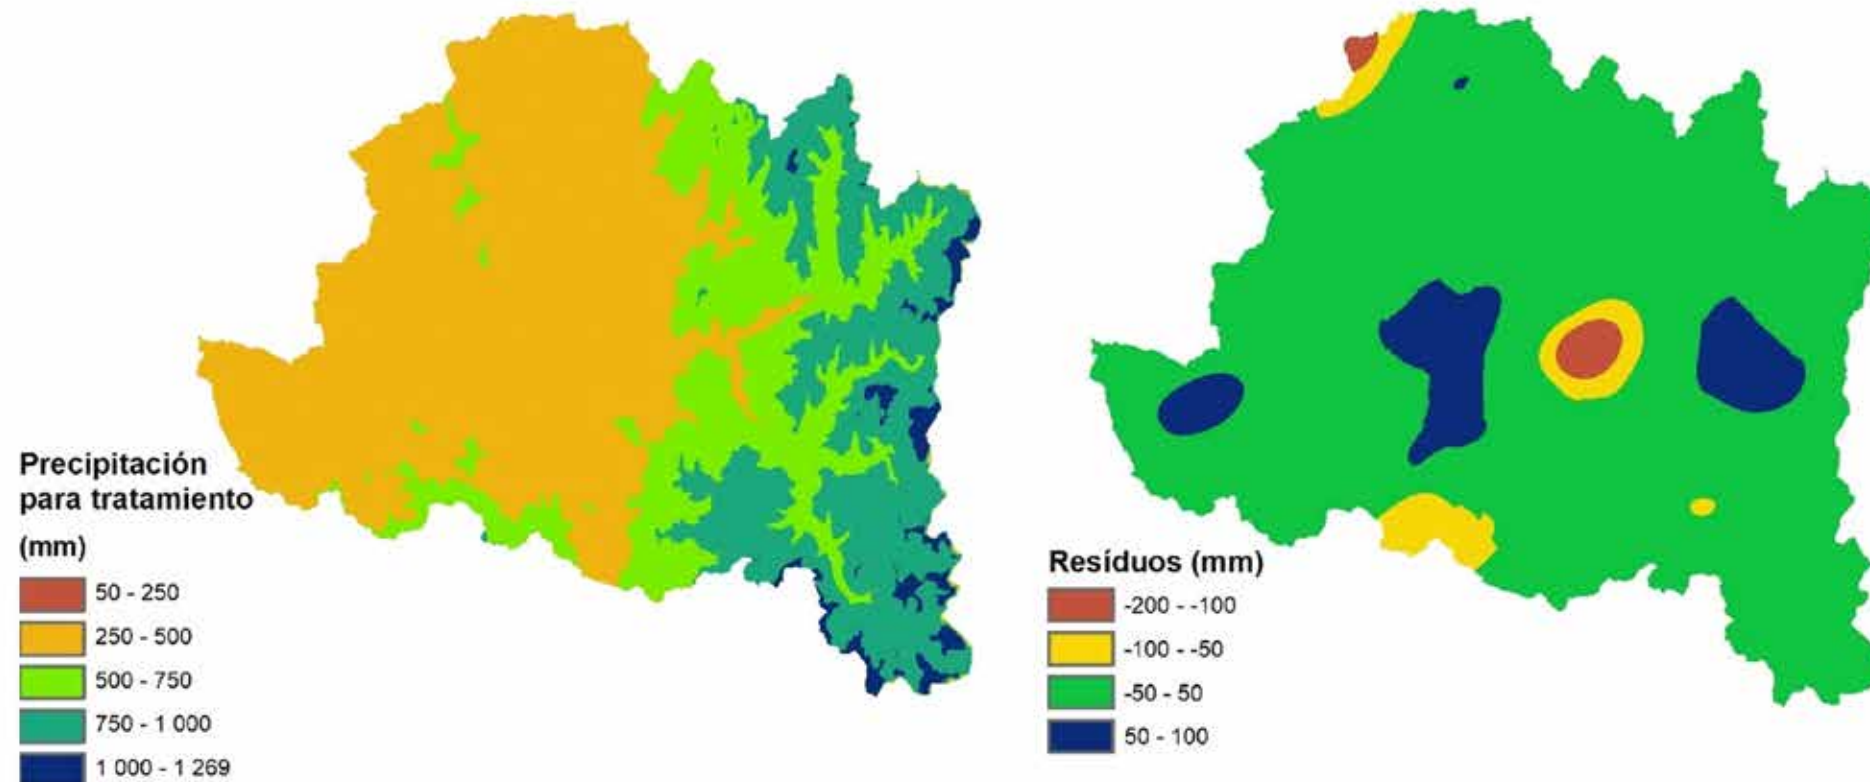 Precipitación
para tratamiento
(mm)
50 - 250
250 - 500
500 - 750
750 - 1 000
1 000 - 1 269
Resíduos (mm)
-200 - -100
-100 - -50
-50 - 50
50 - 100